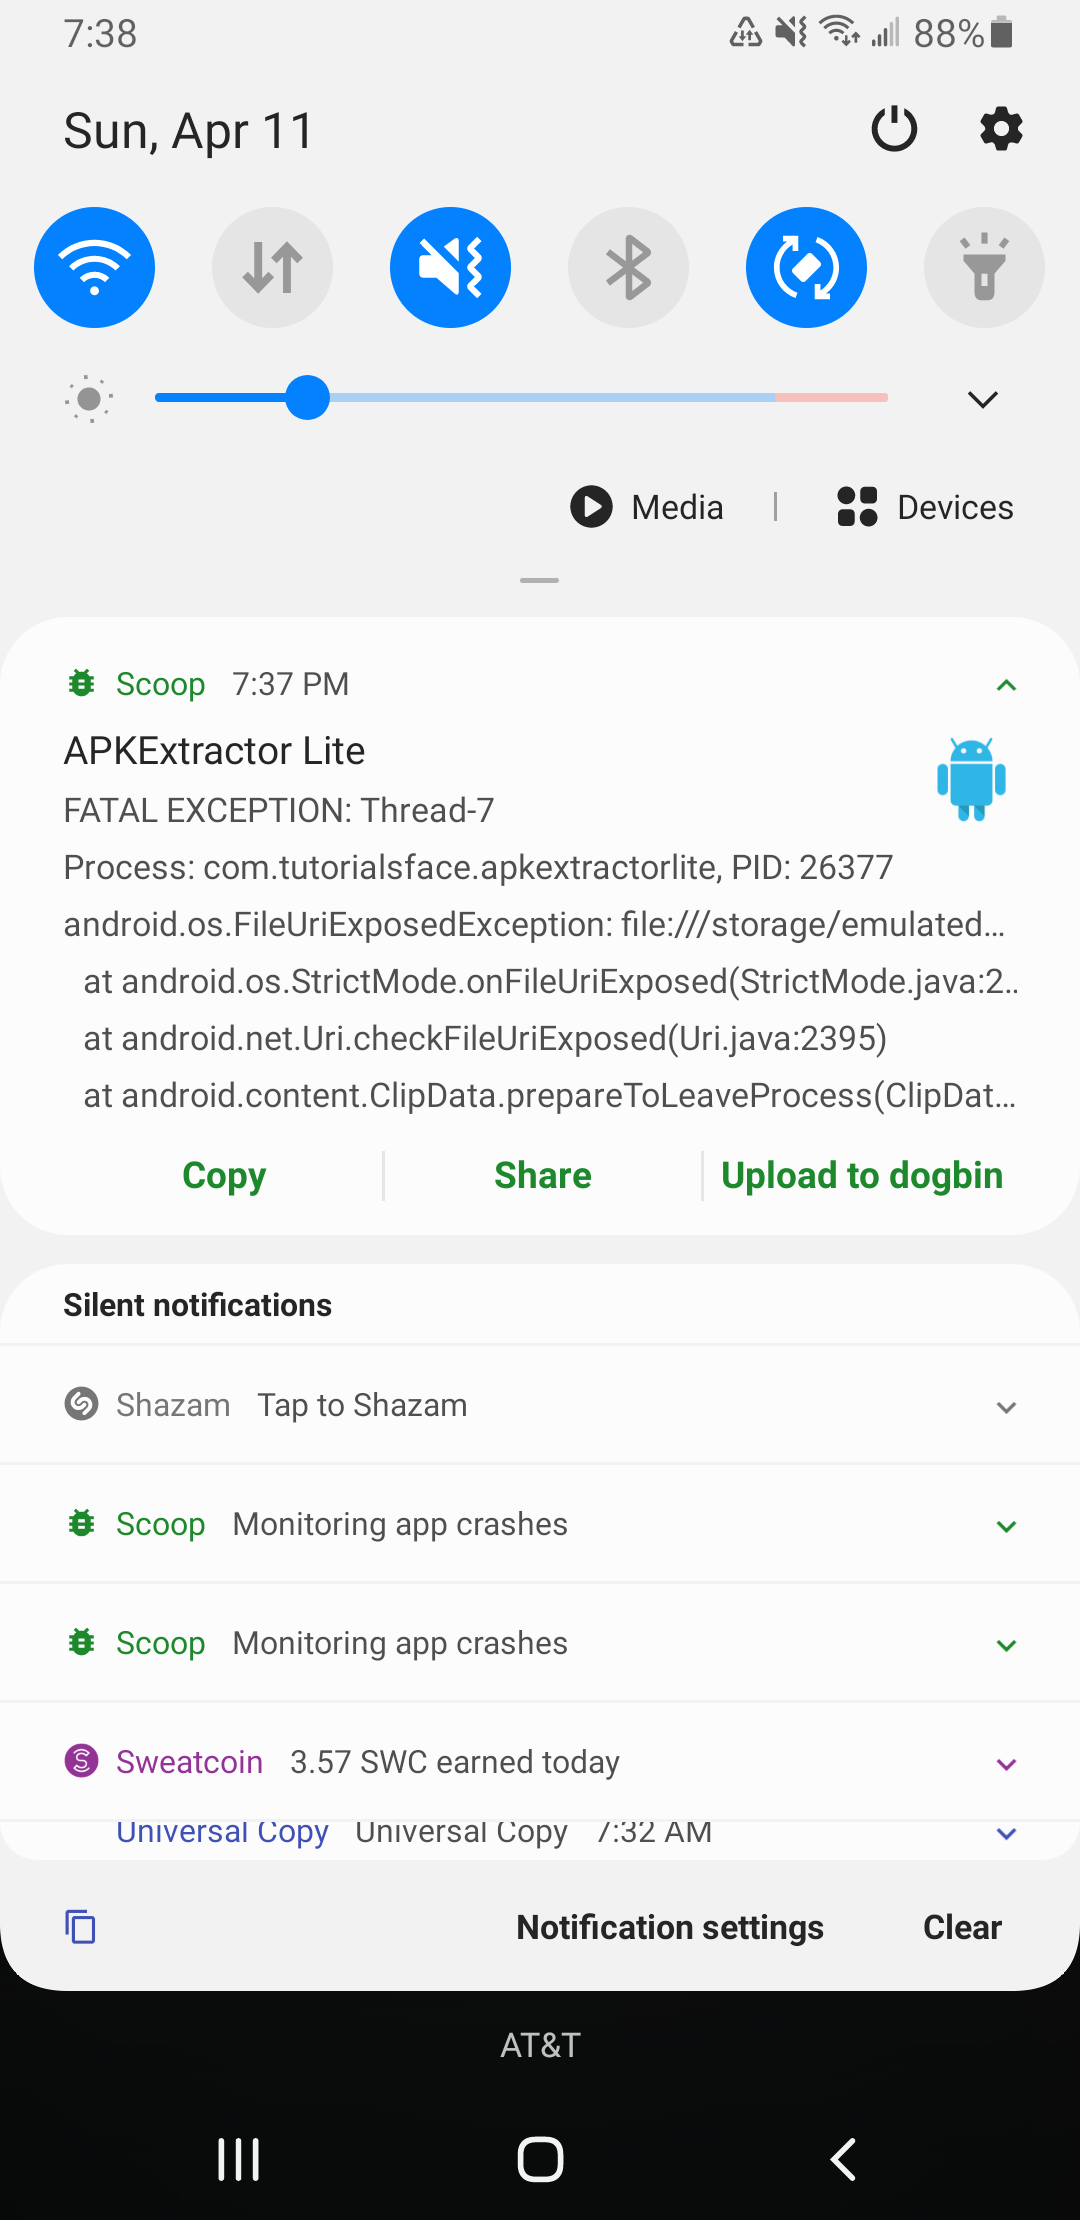 7:38 88%
Sun, Apr 11
Media | Devices
Scoop 7:37 PM
APKExtractor Lite
FATAL EXCEPTION: Thread-7
Process: com.tutorialsface.apkextractorlite, PID: 26377
android.os.FileUriExposedException: file:///storage/emulated...
at android.os.StrictMode.onFileUriExposed(StrictMode.java:2..
at android.net.Uri.checkFileUriExposed(Uri.java:2395)
at android.content.ClipData.prepareToLeaveProcess(ClipDat...
Copy Share Upload to dogbin
Silent notifications
Shazam Tap to Shazam
Scoop Monitoring app crashes
Scoop Monitoring app crashes
Sweatcoin 3.57 SWC earned today
Universal Copy Universal Copy 7:32 AM
Notification settings Clear
AT&T